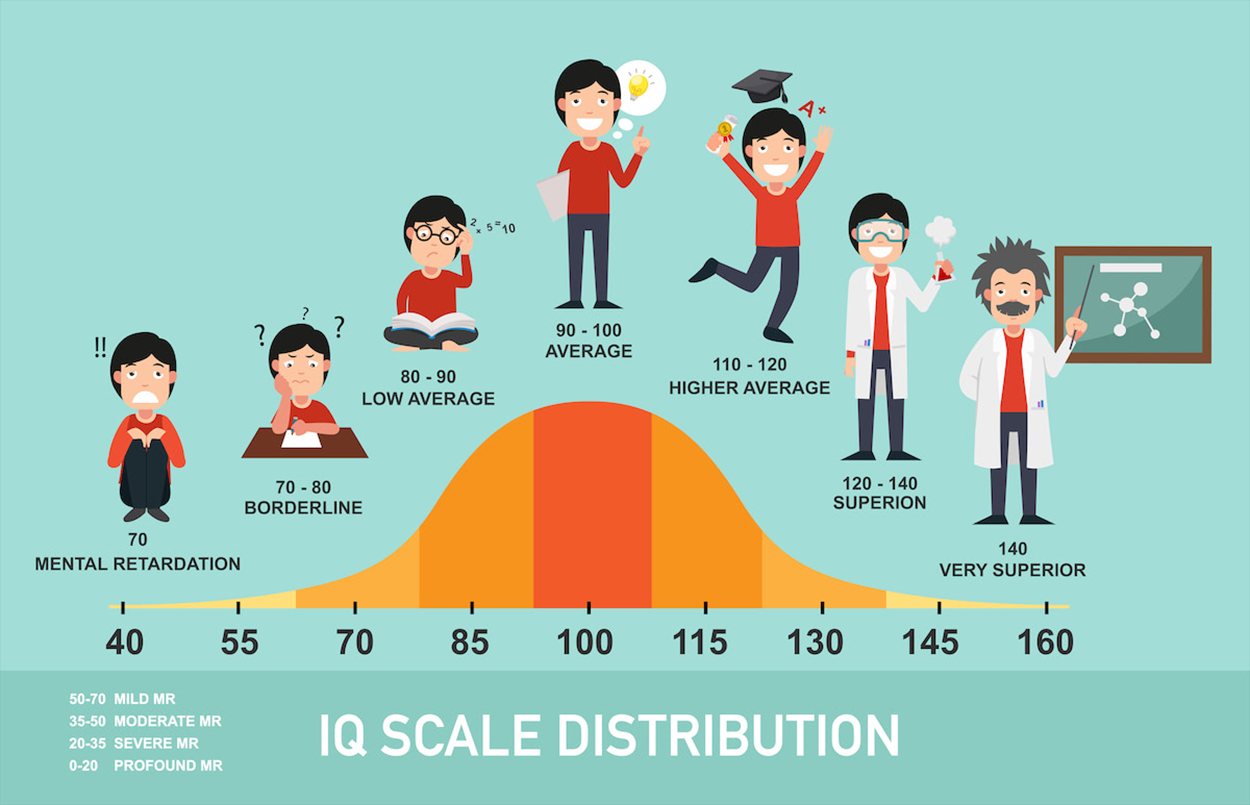 !!
70
MENTAL RETARDATION
? ? ?
70 - 80
BORDERLINE
2 × 5 = 10
80 - 90
LOW AVERAGE
90 - 100
AVERAGE
A+
110 - 120
HIGHER AVERAGE
120 - 140
SUPERION
140
VERY SUPERIOR
40 55 70 85 100 115 130 145 160
50-70 MILD MR
35-50 MODERATE MR
20-35 SEVERE MR
0-20 PROFOUND MR
IQ SCALE DISTRIBUTION